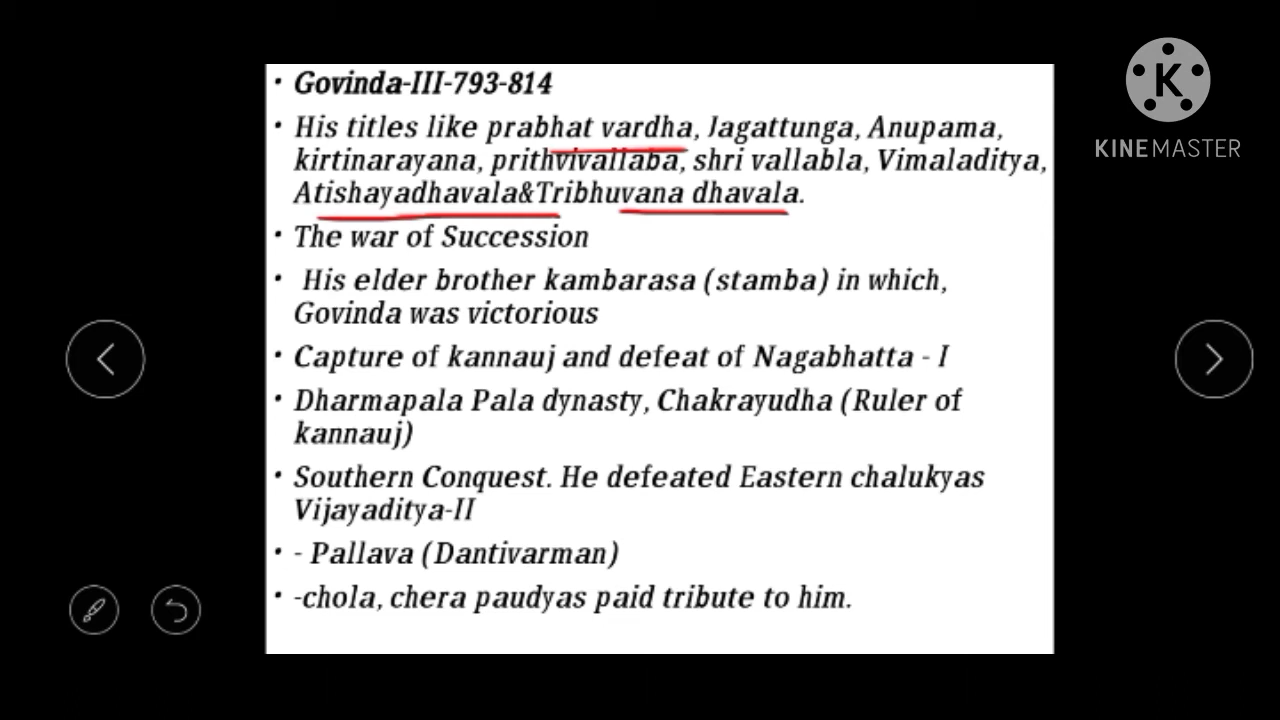 KINEMASTER
• Govinda-III-793-814
• His titles like prabhat vardha, Jagattunga, Anupama,
kirtinarayana, prithvivallaba, shri vallabla, Vimaladitya,
Atishayadhavala&Tribhuvana dhavala.
• The war of Succession
• His elder brother kambarasa (stamba) in which,
Govinda was victorious
• Capture of kannauj and defeat of Nagabhatta - I
• Dharmapala Pala dynasty, Chakrayudha (Ruler of
kannauj)
• Southern Conquest. He defeated Eastern chalukyas
Vijayaditya-II
• - Pallava (Dantivarman)
• -chola, chera paudyas paid tribute to him.